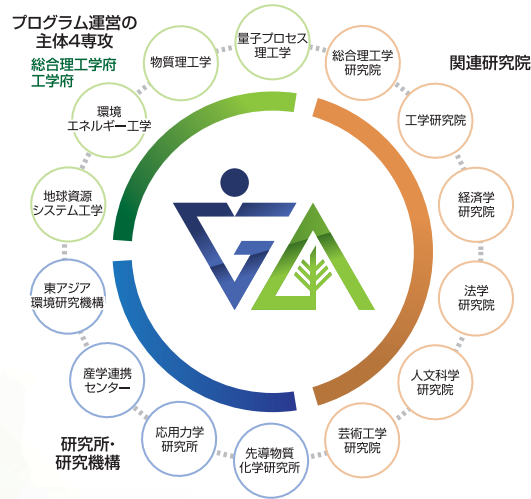 プログラム運営の
主体4専攻
総合理工学府
工学府
量子プロセス
理工学
物質理工学
環境
エネルギー工学
地球資源
システム工学
関連研究院
総合理工学
研究院
工学研究院
経済学
研究院
法学
研究院
人文科学
研究院
芸術工学
研究院
東アジア
環境研究機構
産学連携
センター
応用力学
研究所
先導物質
化学研究所
研究所・
研究機構